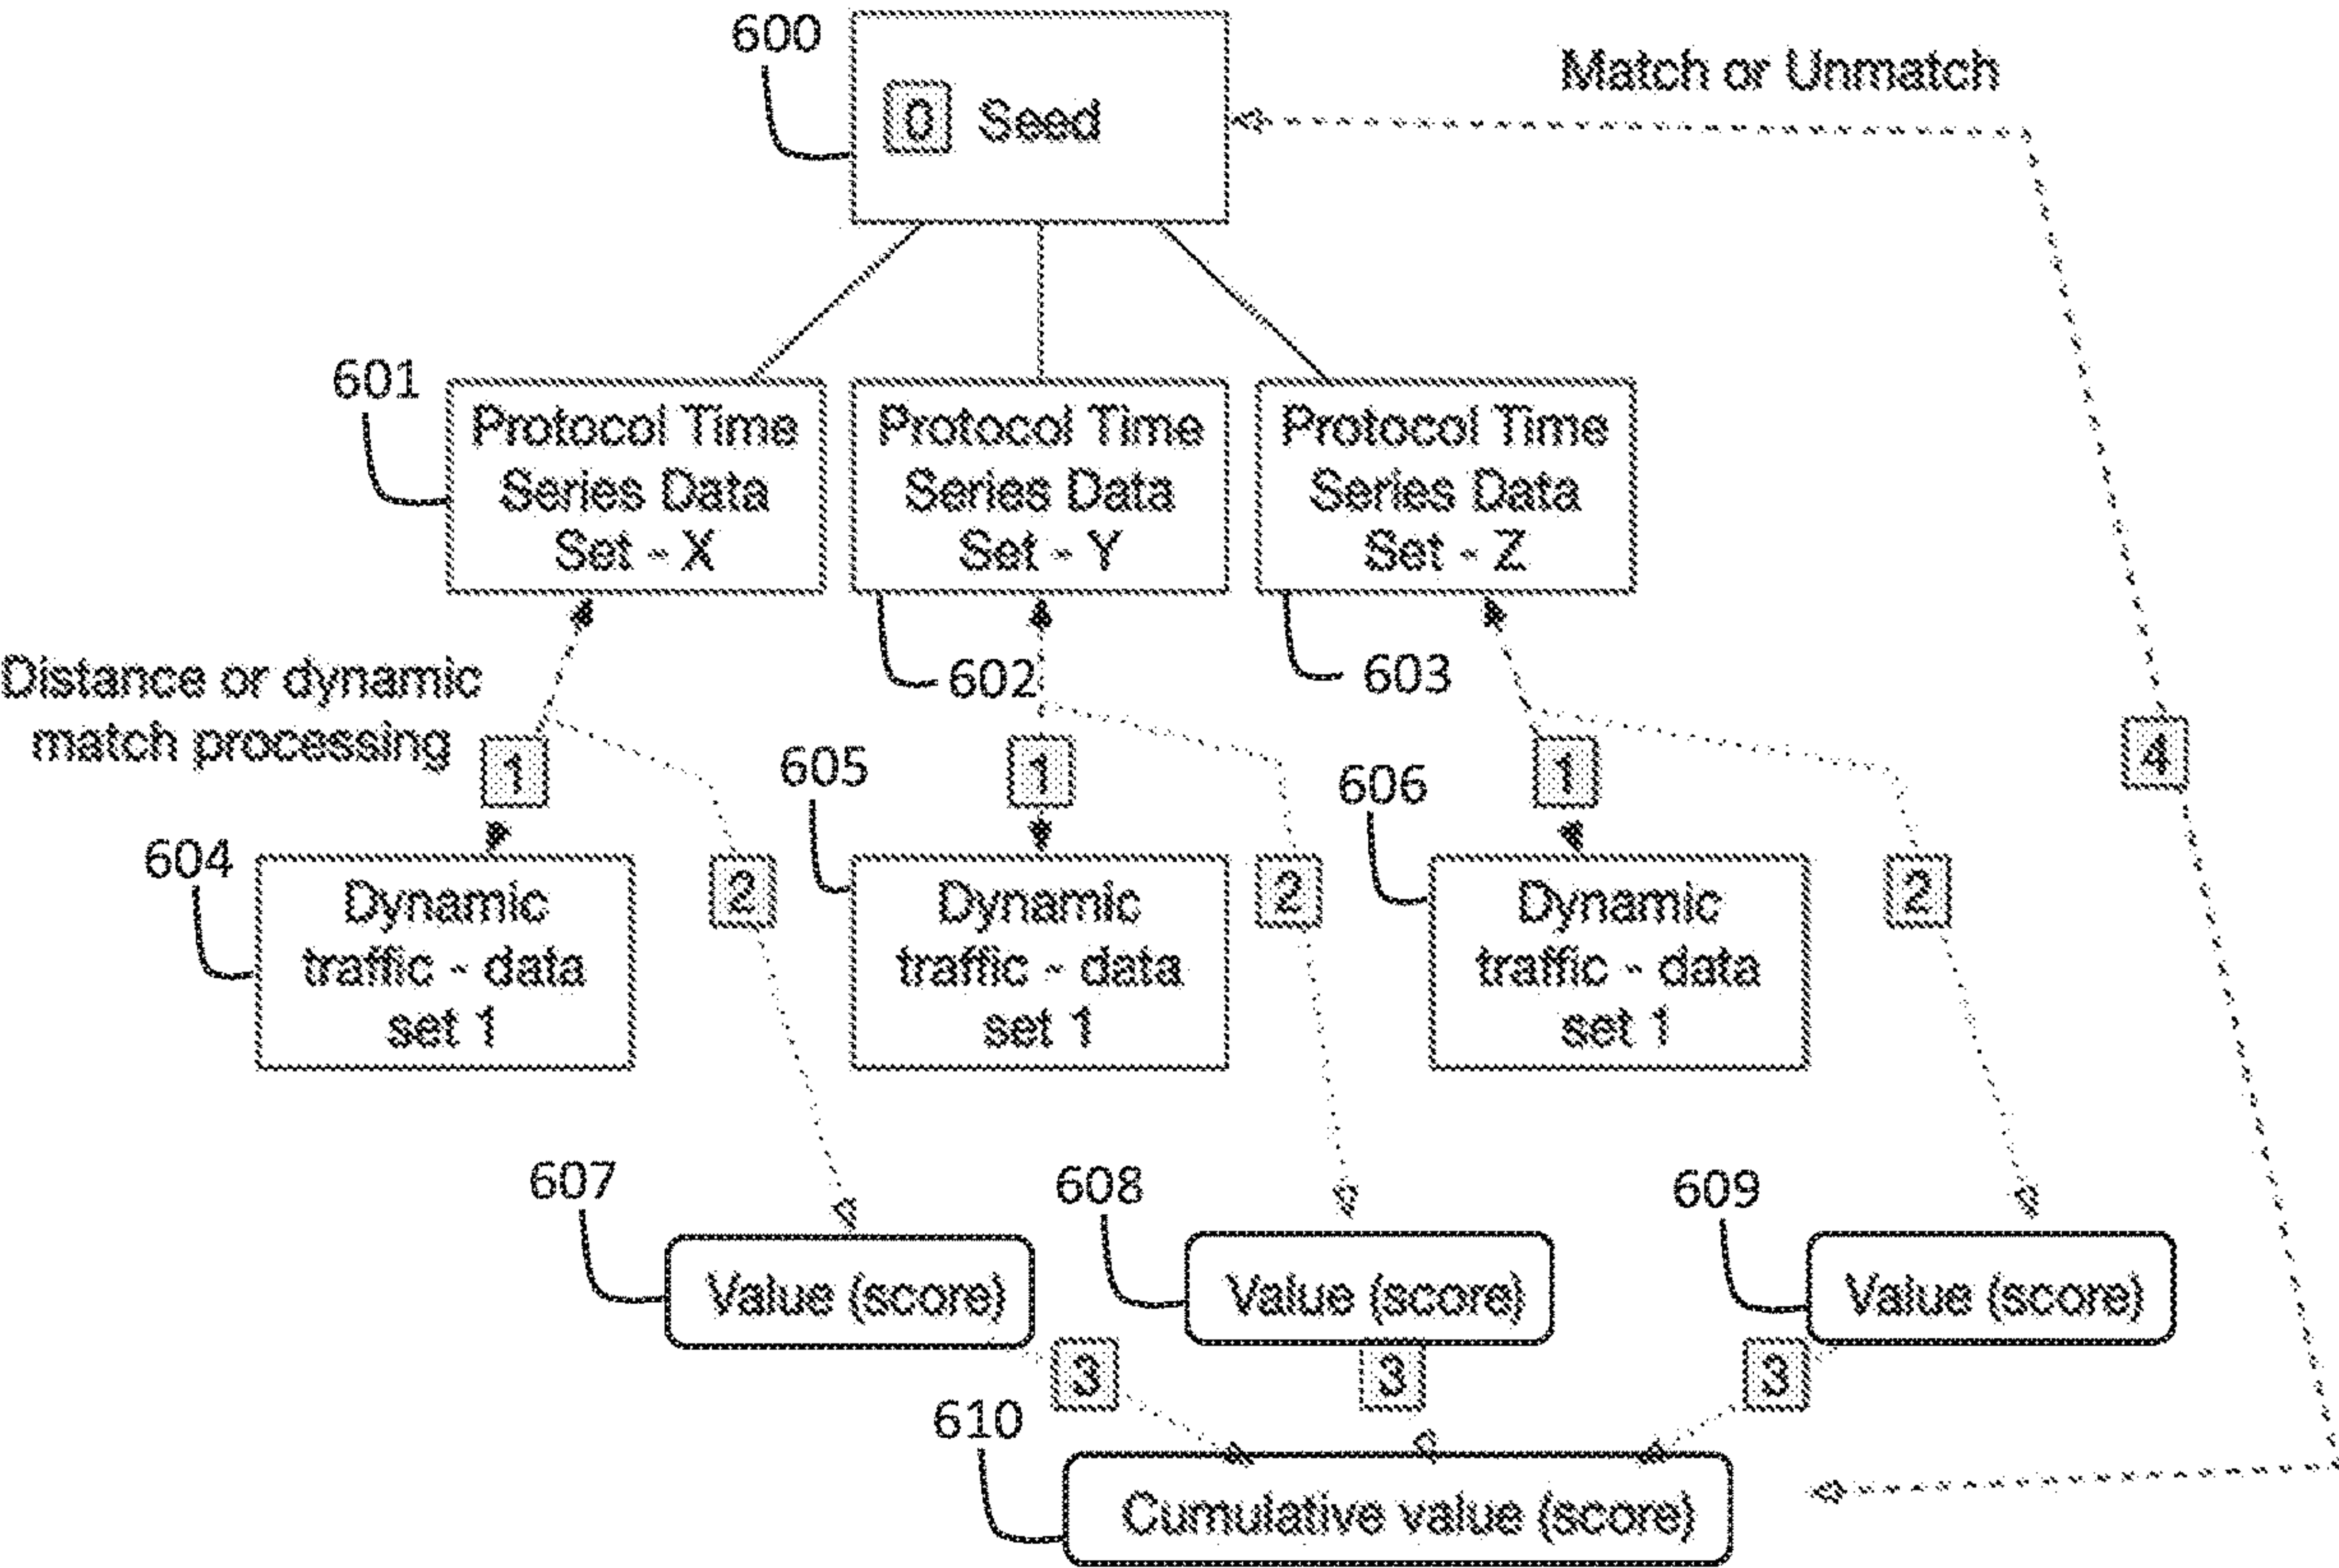 600
0 Seed
Match or Unmatch
601
Protocol Time
Series Data
Set - X
Protocol Time
Series Data
Set - Y
Protocol Time
Series Data
Set - Z
602
603
Distance or dynamic
match processing
1
1
1
4
604
605
606
2
2
2
Dynamic
traffic - data
set 1
Dynamic
traffic - data
set 1
Dynamic
traffic - data
set 1
607
608
609
Value (score)
Value (score)
Value (score)
3
3
3
610
Cumulative value (score)